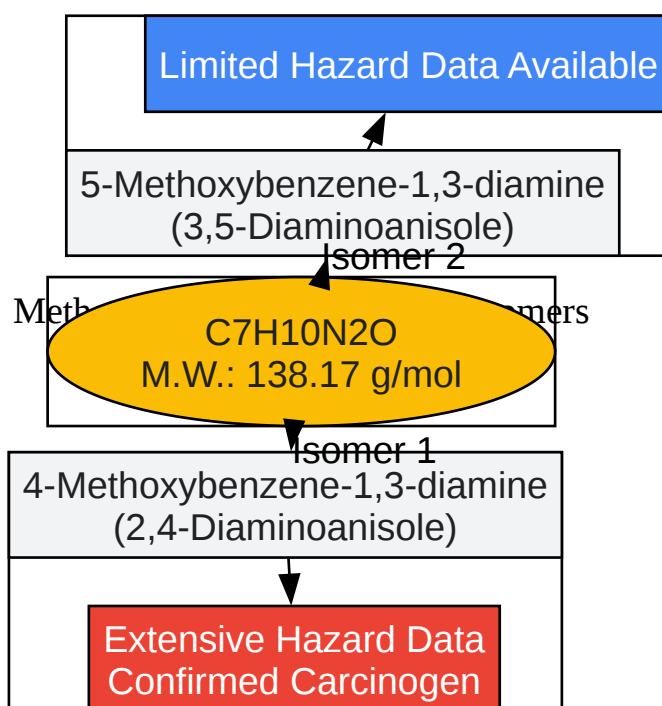 Limited Hazard Data Available
5-Methoxybenzene-1,3-diamine
(3,5-Diaminoanisole)
Isomer 2
C7H10N2O
M.W.: 138.17 g/mol
Isomer 1
4-Methoxybenzene-1,3-diamine
(2,4-Diaminoanisole)
Extensive Hazard Data
Confirmed Carcinogen